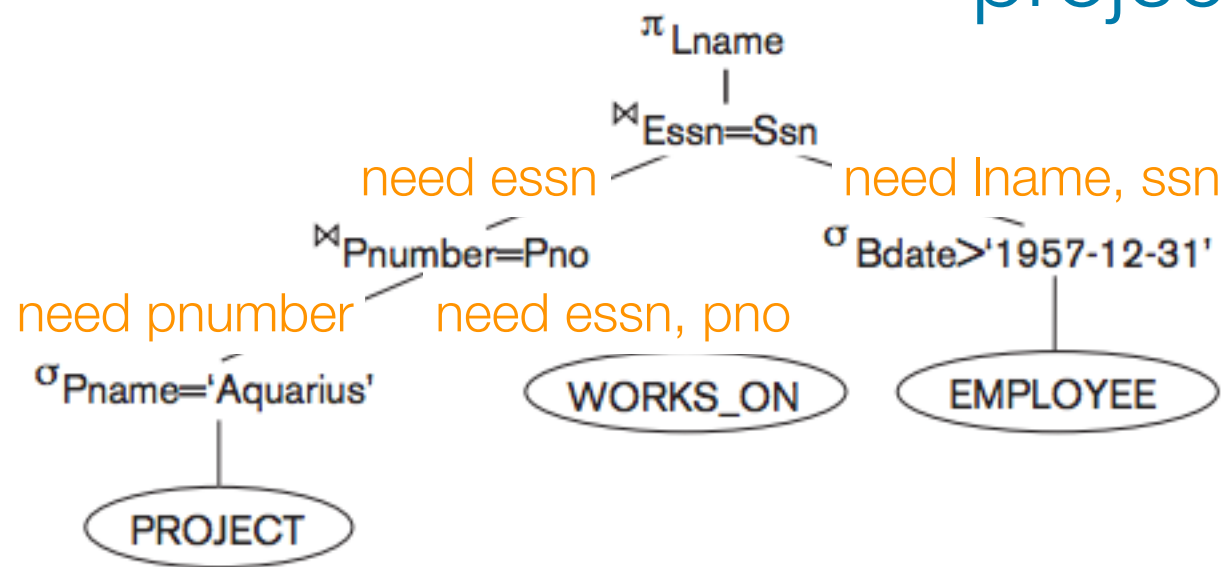 projec
π Lname
⋈ Essn=Ssn
need essn
need lname, ssn
⋈ Pnumber=Pno
σ Bdate>‘1957-12-31’
need pnumber
need essn, pno
σ Pname=‘Aquarius’
WORKS_ON
EMPLOYEE
PROJECT